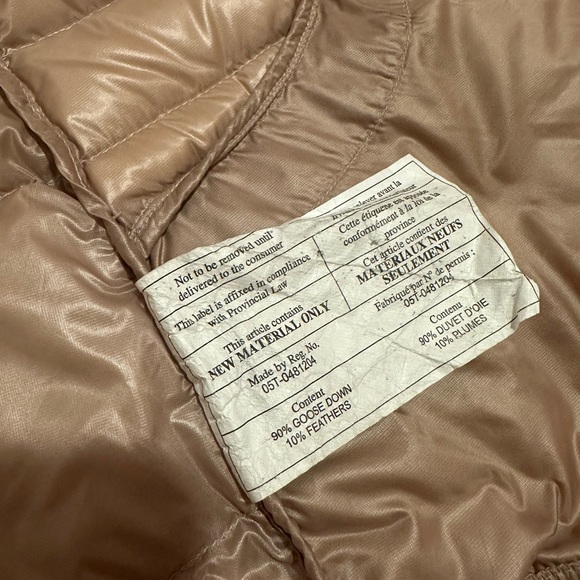 Not to be removed until
delivered to the consumer
This label is affixed in compliance
with Provincial Law
This article contains
NEW MATERIAL ONLY
Made by Reg. No.
05T-0481204
Content
90% GOOSE DOWN
10% FEATHERS
avant la
Cette étiquette est
conformément à la loi de la
province
Cet article contient des
MATÉRIAUX NEUFS
SEULEMENT
Fabriqué par N° de permis :
05T-0481204
Contenu
90% DUVET D'OIE
10% PLUMES